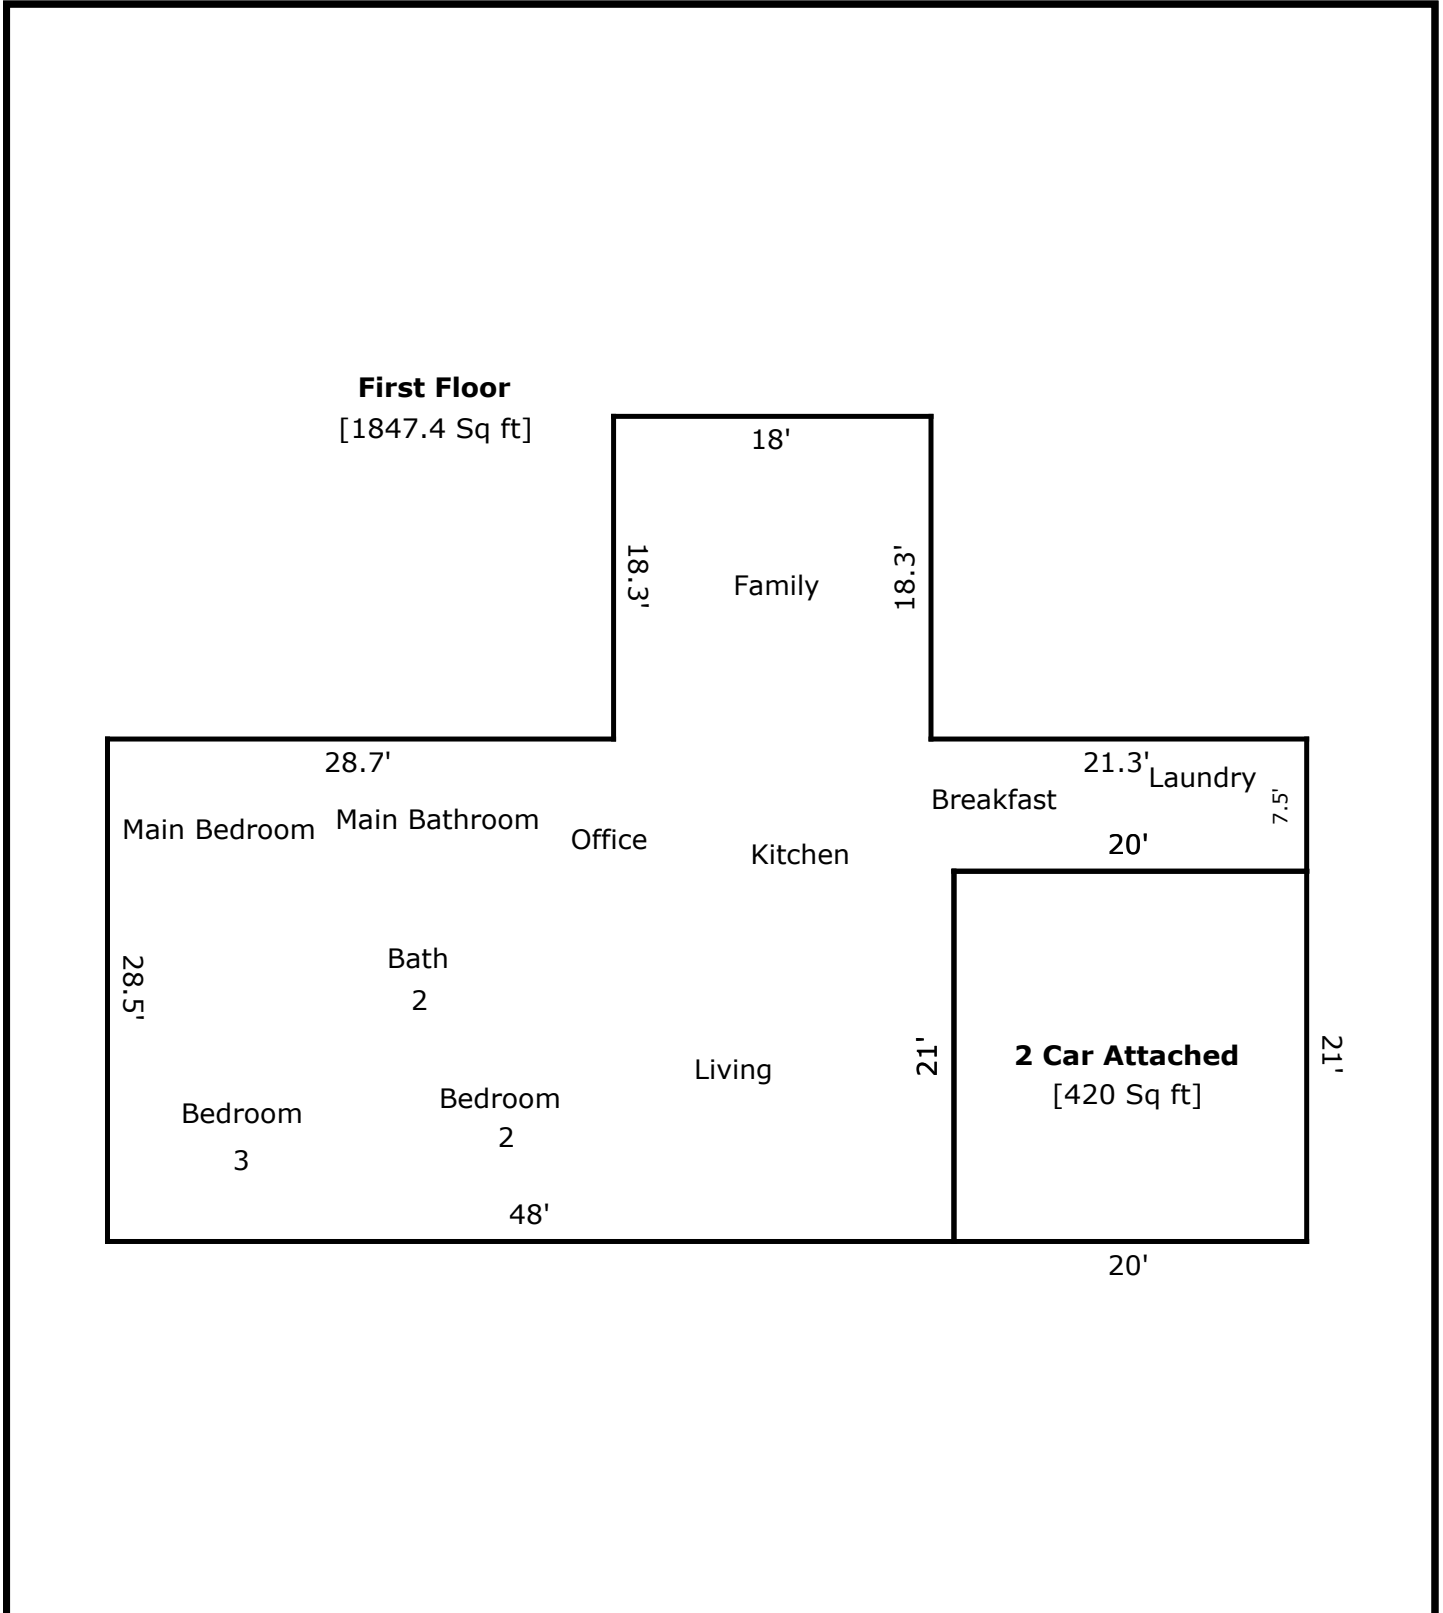 First Floor
[1847.4 Sq ft]
18'
18.3'
18.3'
Family
28.7'
21.3'
Laundry
7.5'
Breakfast
Main Bedroom
Main Bathroom
Office
Kitchen
20'
28.5'
Bath
2
21'
2 Car Attached
[420 Sq ft]
21'
Living
Bedroom
3
Bedroom
2
48'
20'